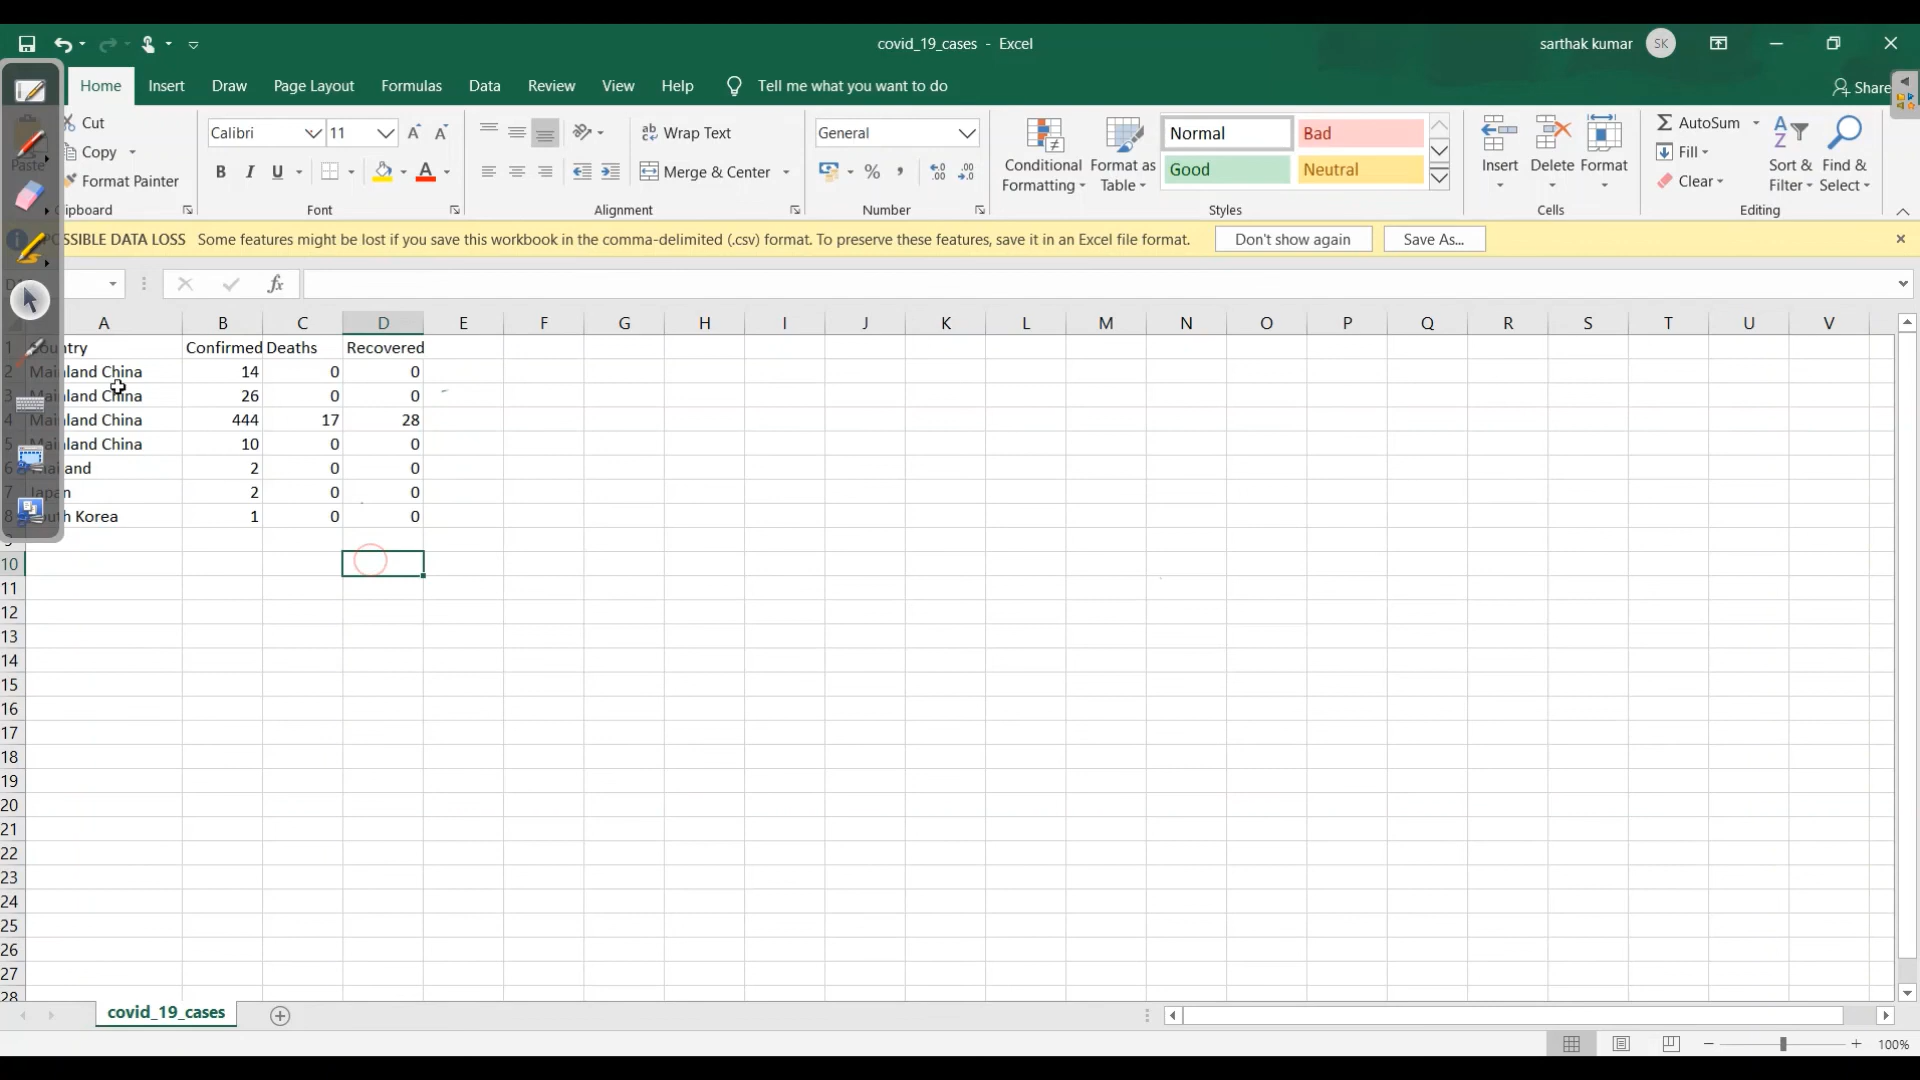 covid_19_cases - Excel
sarthak kumar SK
Home Insert Draw Page Layout Formulas Data Review View Help Tell me what you want to do
Share
Paste
Cut
Copy
Format Painter
Clipboard
Calibri 11
B I U
Font
Wrap Text
Merge & Center
Alignment
General
%
Number
Conditional Formatting
Format as Table
Normal Bad
Good Neutral
Styles
Insert Delete Format
Cells
AutoSum
Fill
Clear
Sort & Filter
Find & Select
Editing
POSSIBLE DATA LOSS Some features might be lost if you save this workbook in the comma-delimited (.csv) format. To preserve these features, save it in an Excel file format. Don't show again Save As...
fx
A B C D E F G H I J K L M N O P Q R S T U V
1 Country Confirmed Deaths Recovered
2 Mainland China 14 0 0
3 Mainland China 26 0 0
4 Mainland China 444 17 28
5 Mainland China 10 0 0
6 Thailand 2 0 0
7 Japan 2 0 0
8 South Korea 1 0 0
9
10
11
12
13
14
15
16
17
18
19
20
21
22
23
24
25
26
27
28
covid_19_cases
100%